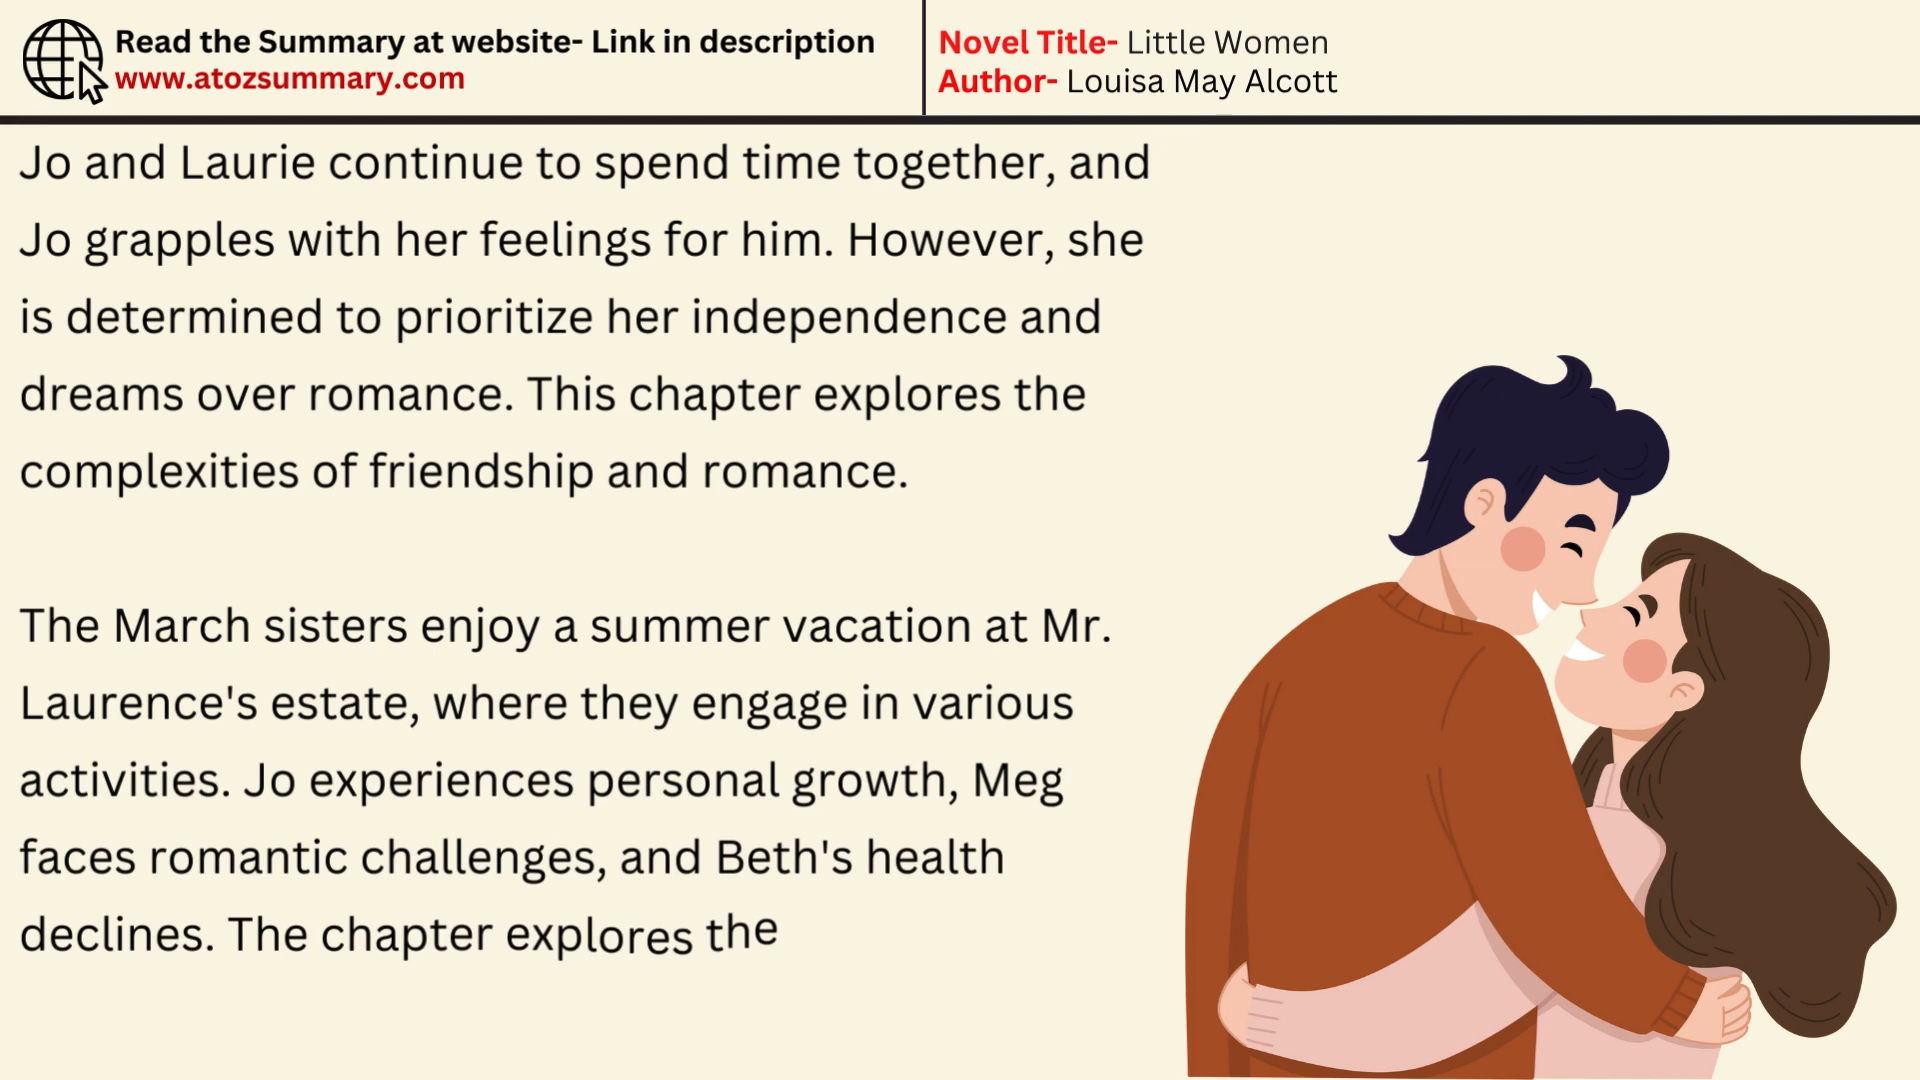 Read the Summary at website- Link in description
www.atozsummary.com
Novel Title- Little Women
Author- Louisa May Alcott
Jo and Laurie continue to spend time together, and
Jo grapples with her feelings for him. However, she
is determined to prioritize her independence and
dreams over romance. This chapter explores the
complexities of friendship and romance.
The March sisters enjoy a summer vacation at Mr.
Laurence's estate, where they engage in various
activities. Jo experiences personal growth, Meg
faces romantic challenges, and Beth's health
declines. The chapter explores the